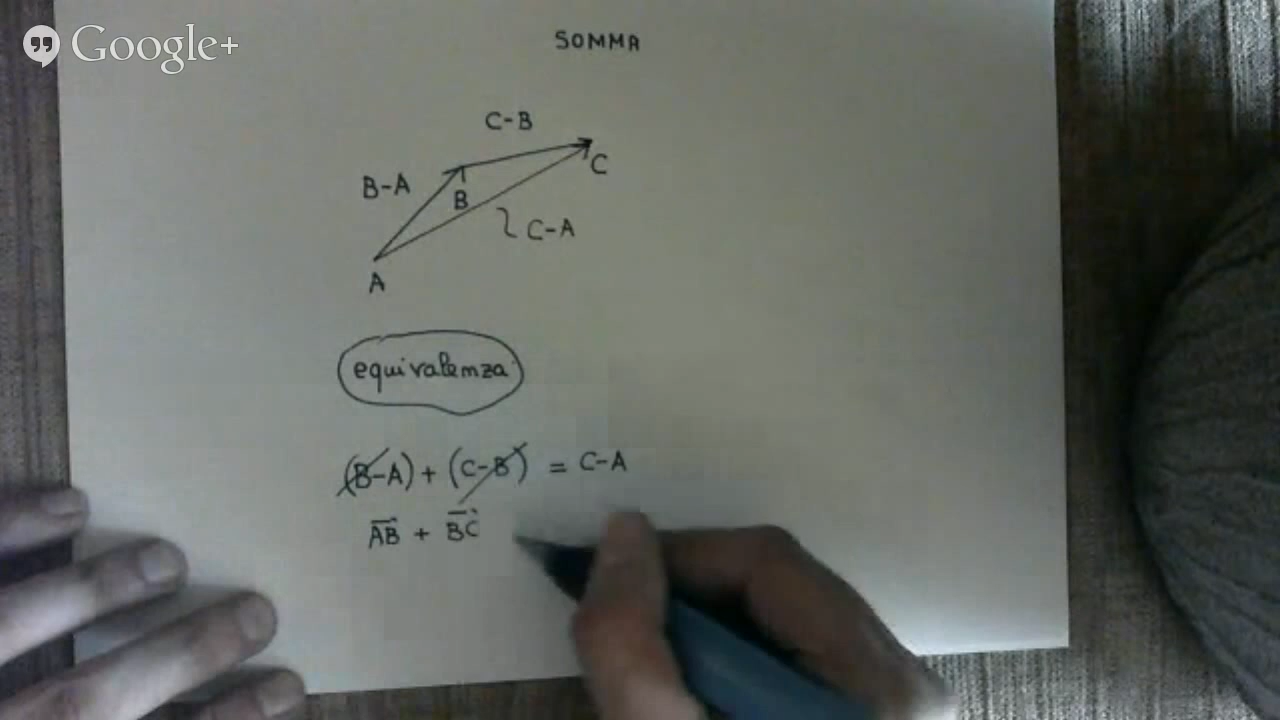 Google+
SOMMA
C-B
B-A
B
C
C-A
A
equivalenza
(B-A) + (C-B) = C-A
AB + BC